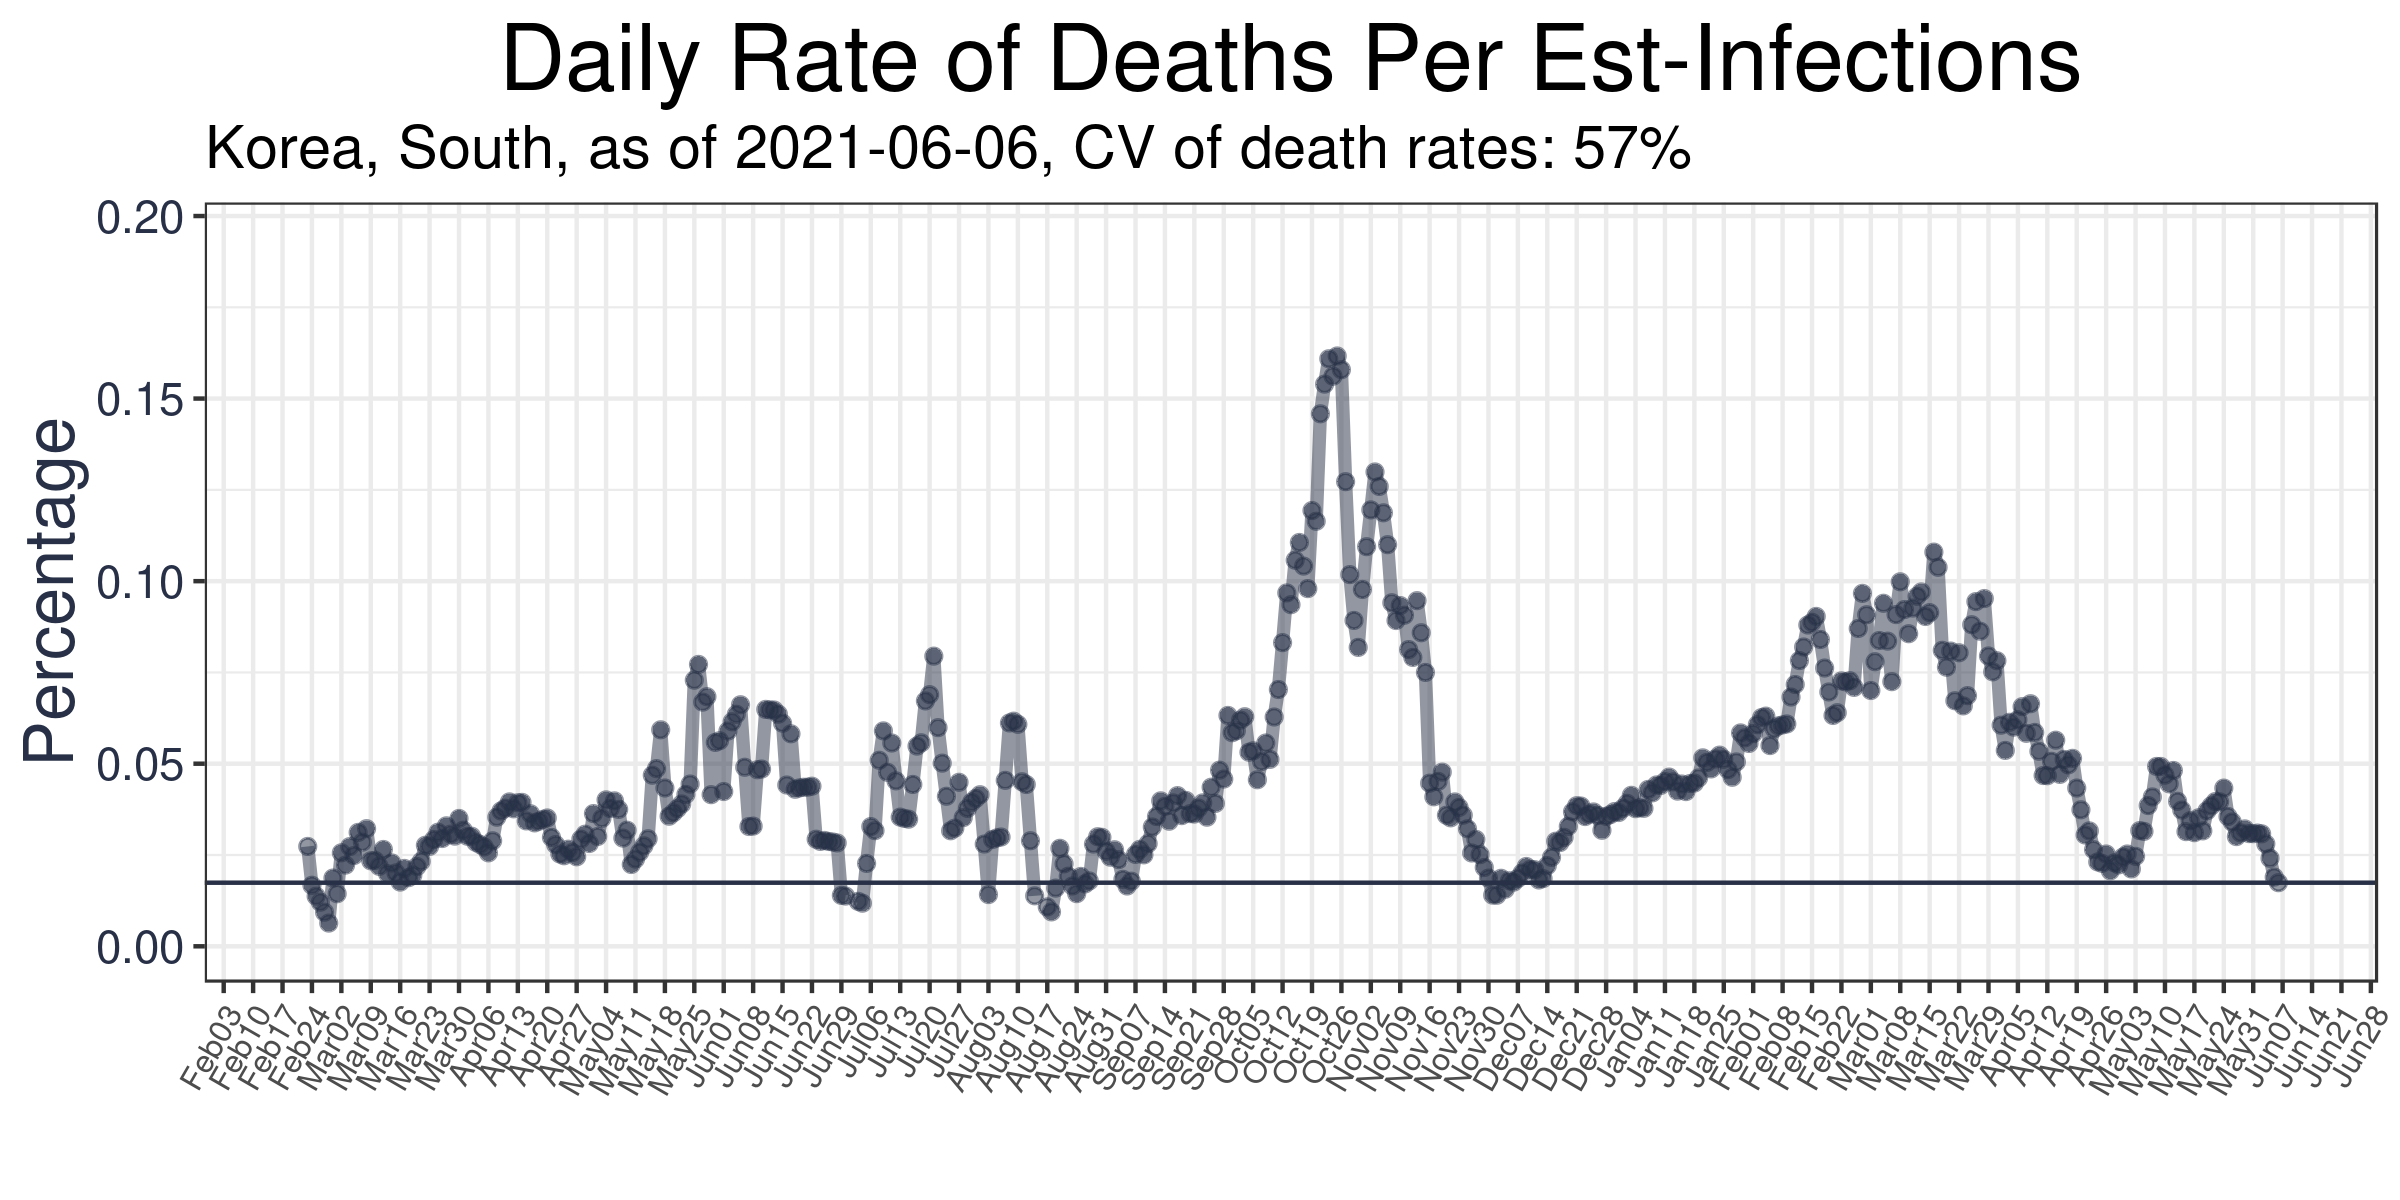 Daily Rate of Deaths Per Est-Infections
Korea, South, as of 2021-06-06, CV of death rates: 57%
Percentage
0.20
0.15
0.10
0.05
0.00
Feb03
Feb10
Feb17
Feb24
Mar02
Mar09
Mar16
Mar23
Mar30
Apr06
Apr13
Apr20
Apr27
May04
May11
May18
May25
Jun01
Jun08
Jun15
Jun22
Jun29
Jul06
Jul13
Jul20
Jul27
Aug03
Aug10
Aug17
Aug24
Aug31
Sep07
Sep14
Sep21
Sep28
Oct05
Oct12
Oct19
Oct26
Nov02
Nov09
Nov16
Nov23
Nov30
Dec07
Dec14
Dec21
Dec28
Jan04
Jan11
Jan18
Jan25
Feb01
Feb08
Feb15
Feb22
Mar01
Mar08
Mar15
Mar22
Mar29
Apr05
Apr12
Apr19
Apr26
May03
May10
May17
May24
May31
Jun07
Jun14
Jun21
Jun28